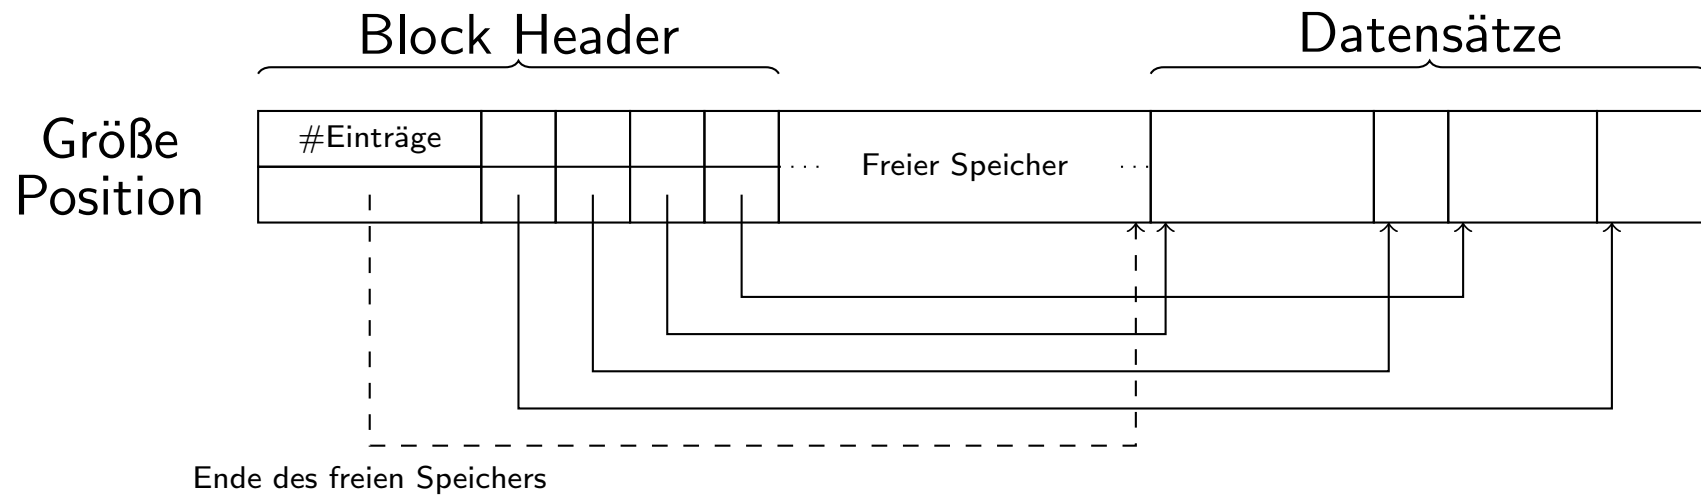 Block Header
Datensätze
Größe
Position
#Einträge
. . .
Freier Speicher
. . .
Ende des freien Speichers